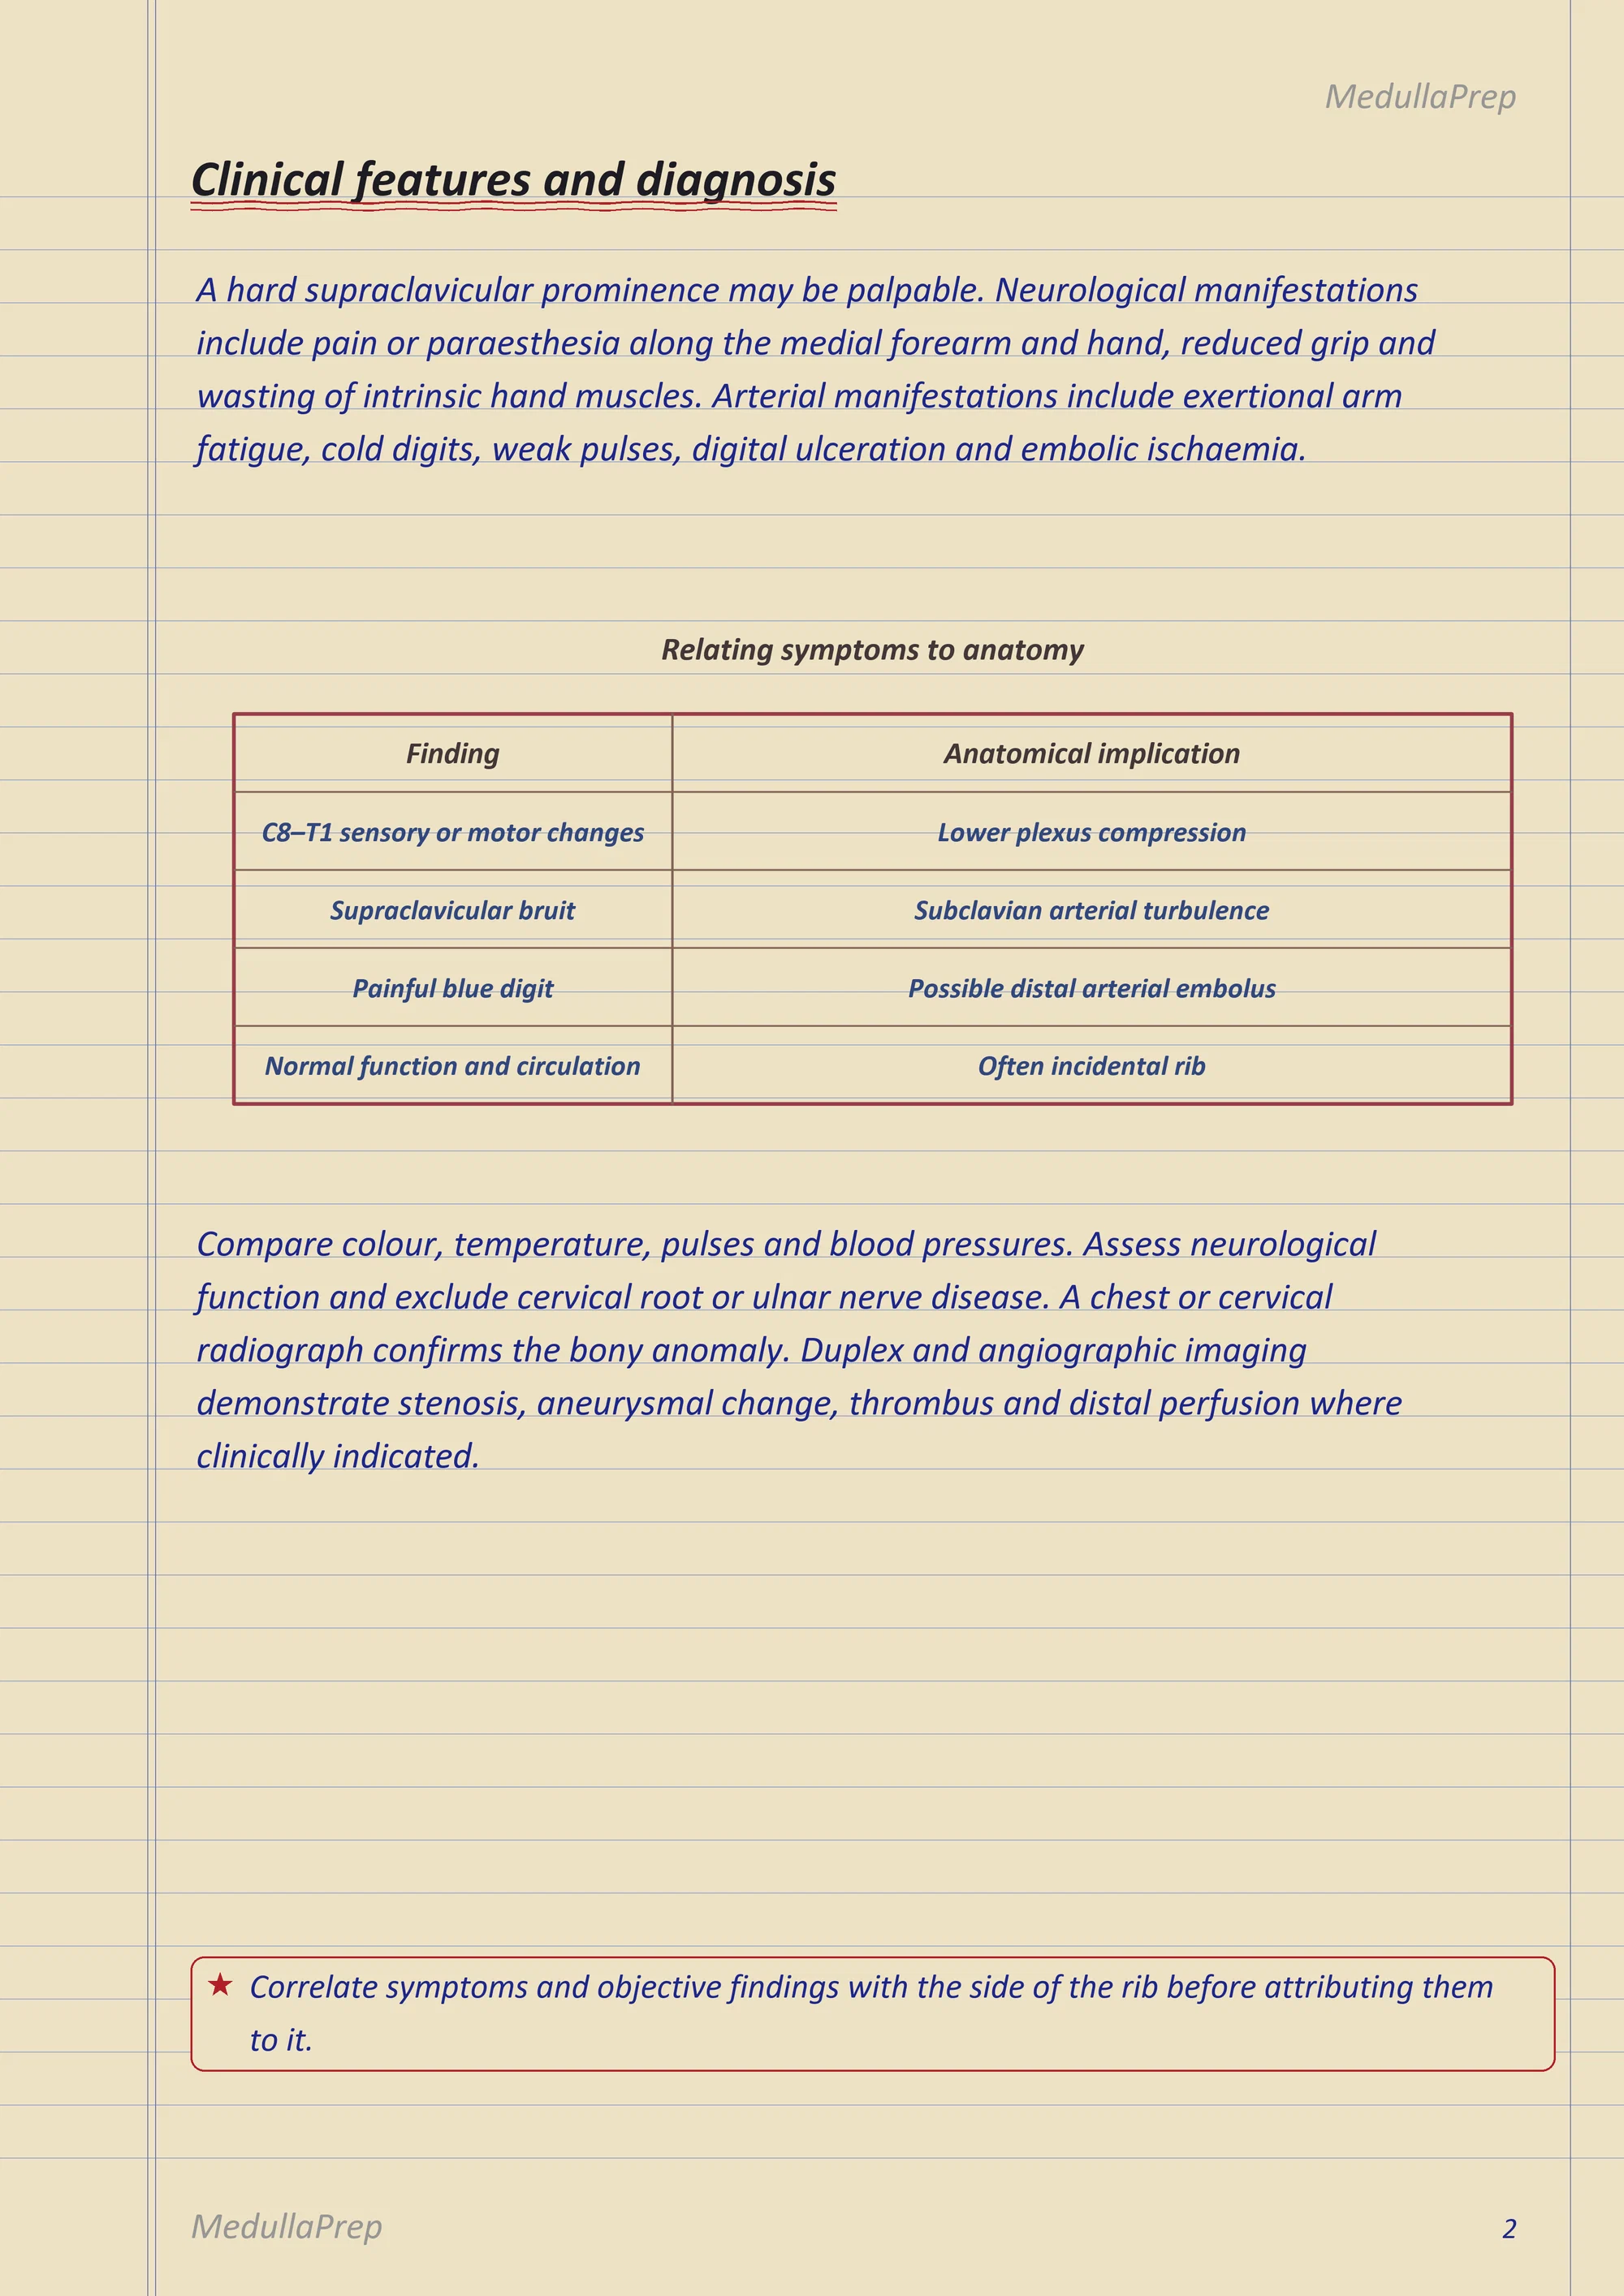 MedullaPrep
Clinical features and diagnosis
A hard supraclavicular prominence may be palpable. Neurological manifestations
include pain or paraesthesia along the medial forearm and hand, reduced grip and
wasting of intrinsic hand muscles. Arterial manifestations include exertional arm
fatigue, cold digits, weak pulses, digital ulceration and embolic ischaemia.
Relating symptoms to anatomy
Finding Anatomical implication
C8–T1 sensory or motor changes Lower plexus compression
Supraclavicular bruit Subclavian arterial turbulence
Painful blue digit Possible distal arterial embolus
Normal function and circulation Often incidental rib
Compare colour, temperature, pulses and blood pressures. Assess neurological
function and exclude cervical root or ulnar nerve disease. A chest or cervical
radiograph confirms the bony anomaly. Duplex and angiographic imaging
demonstrate stenosis, aneurysmal change, thrombus and distal perfusion where
clinically indicated.
★ Correlate symptoms and objective findings with the side of the rib before attributing them
to it.
MedullaPrep 2